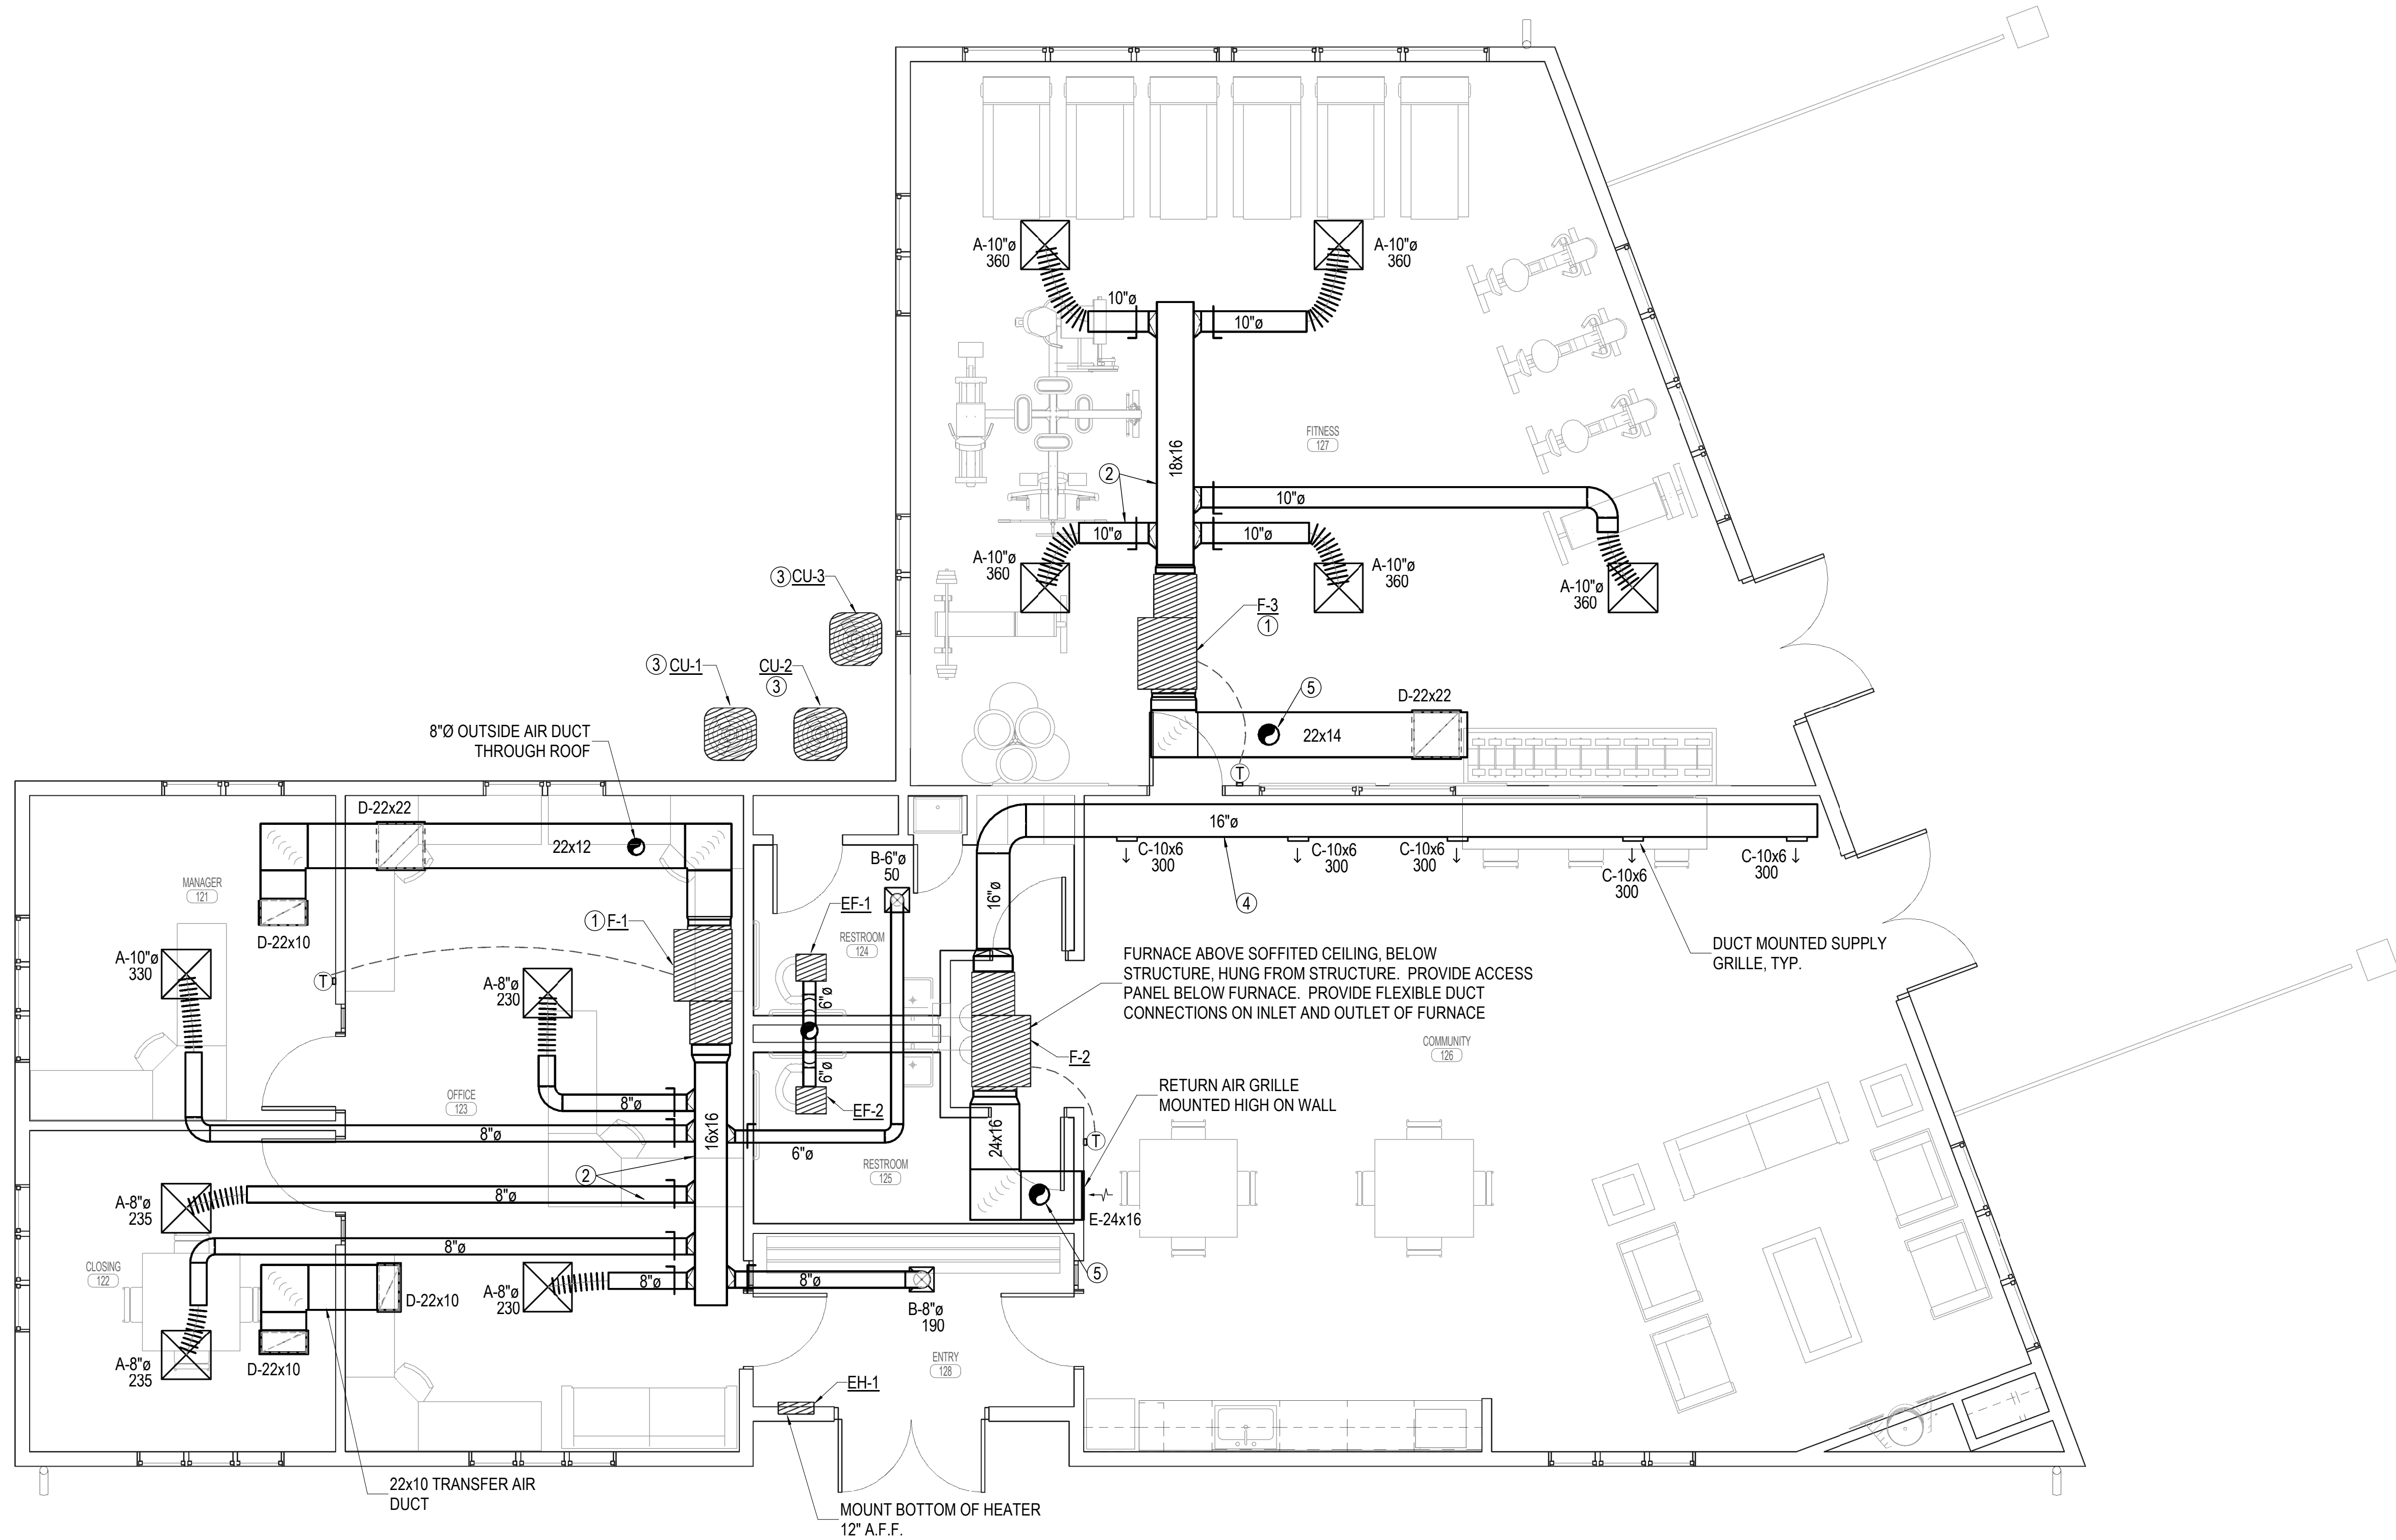 A-10"ø
360
A-10"ø
360
10"ø
10"ø
FITNESS
127
18x16
2
10"ø
10"ø
10"ø
A-10"ø
360
A-10"ø
360
A-10"ø
360
3 CU-3
F-3
1
3 CU-1
CU-2
3
5
D-22x22
22x14
T
8"Ø OUTSIDE AIR DUCT
THROUGH ROOF
D-22x22
22x12
16"ø
C-10x6
300
C-10x6
300
C-10x6
300
C-10x6
300
C-10x6
300
B-6"ø
50
MANAGER
121
16"ø
4
1 F-1
EF-1
D-22x10
RESTROOM
124
DUCT MOUNTED SUPPLY
GRILLE, TYP.
FURNACE ABOVE SOFFITED CEILING, BELOW
STRUCTURE, HUNG FROM STRUCTURE.  PROVIDE ACCESS
PANEL BELOW FURNACE.  PROVIDE FLEXIBLE DUCT
CONNECTIONS ON INLET AND OUTLET OF FURNACE
A-10"ø
330
T
A-8"ø
230
6"ø
6"ø
COMMUNITY
126
F-2
RETURN AIR GRILLE
MOUNTED HIGH ON WALL
OFFICE
123
8"ø
EF-2
8"ø
16x16
6"ø
24x16
T
RESTROOM
125
2
A-8"ø
235
8"ø
E-24x16
8"ø
CLOSING
122
5
8"ø
8"ø
A-8"ø
230
D-22x10
B-8"ø
190
A-8"ø
235
D-22x10
ENTRY
128
EH-1
22x10 TRANSFER AIR
DUCT
MOUNT BOTTOM OF HEATER
12" A.F.F.